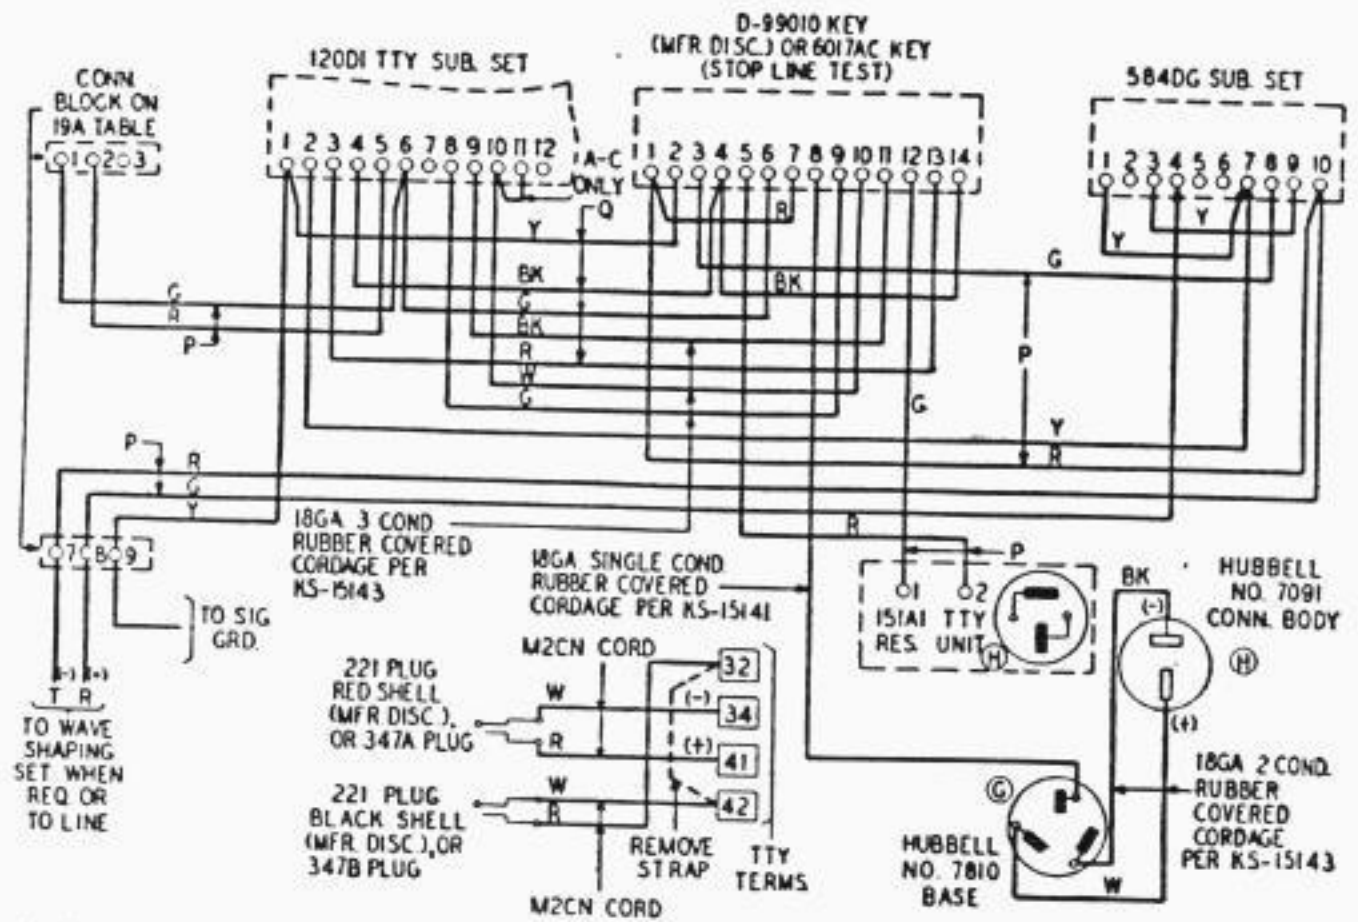 D-99010 KEY
(MFR DISC.) OR 6017AC KEY
(STOP LINE TEST)
120D1 TTY SUB. SET
584DG SUB. SET
CONN.
BLOCK ON
19A TABLE
1 2 3
1 2 3 4 5 6 7 8 9 10 11 12
A-C
ONLY
1 2 3 4 5 6 7 8 9 10 11 12 13 14
1 2 3 4 5 6 7 8 9 10
Q
R
Y
Y
Y
G
BK
BK
G
R
G
BK
P
R
W
G
P
G
Y
R
P
R
G
Y
R
7 8 9
18GA 3 COND
RUBBER COVERED
CORDAGE PER
KS-15143
18GA SINGLE COND
RUBBER COVERED
CORDAGE PER KS-15141
P
1 2
151A1 TTY
RES. UNIT
H
BK
(-)
HUBBELL
NO. 7091
CONN. BODY
H
(+)
TO SIG
GRD.
(-) (+)
T R
TO WAVE
SHAPING
SET WHEN
REQ OR
TO LINE
M2CN CORD
221 PLUG
RED SHELL
(MFR. DISC.),
OR 347A PLUG
W
R
32
(-)
34
(+)
41
42
221 PLUG
BLACK SHELL
(MFR. DISC.), OR
347B PLUG
W
R
REMOVE
STRAP
TTY
TERMS
M2CN CORD
G
HUBBELL
NO. 7810
BASE
W
18GA 2 COND.
RUBBER
COVERED
CORDAGE
PER KS-15143